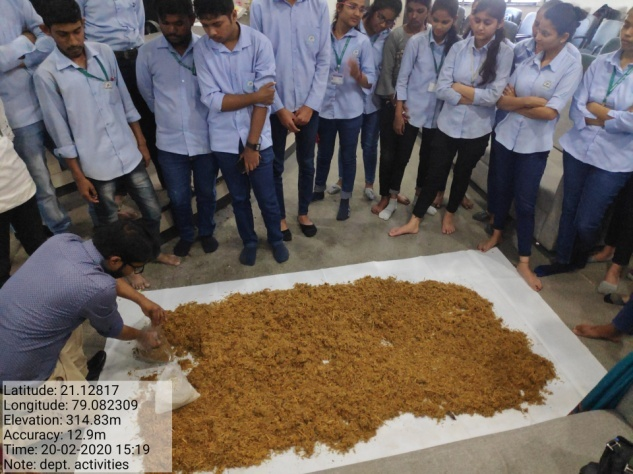 Latitude: 21.12817
Longitude: 79.082309
Elevation: 314.83m
Accuracy: 12.9m
Time: 20-02-2020 15:19
Note: dept. activities